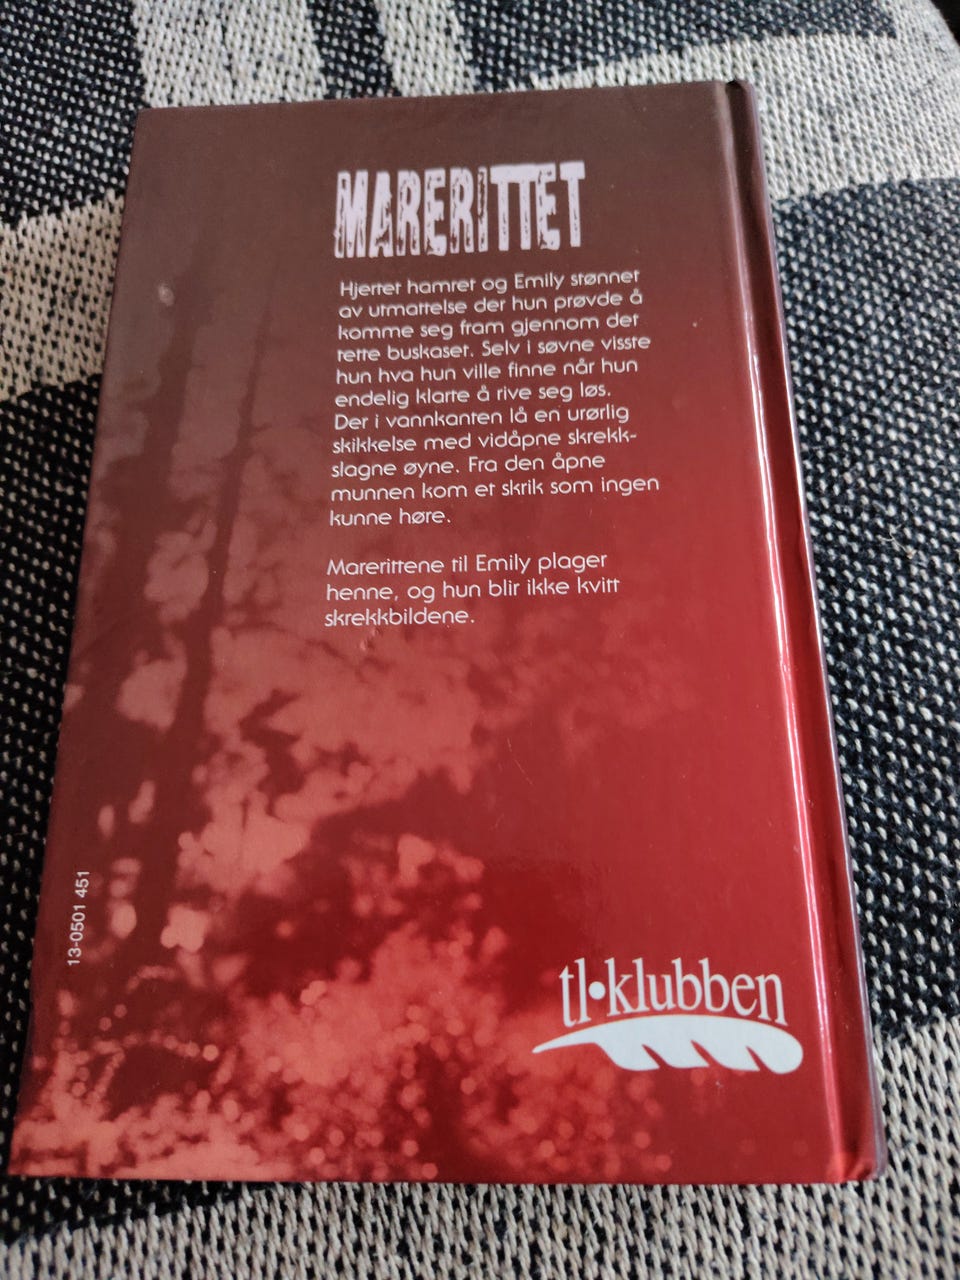 MARERITTET
Hjertet hamret og Emily stønnet
av utmattelse der hun prøvde å
komme seg fram gjennom det
tette buskaset. Selv i søvne visste
hun hva hun ville finne når hun
endelig klarte å rive seg løs.
Der i vannkanten lå en urørlig
skikkelse med vidåpne skrekk-
slagne øyne. Fra den åpne
munnen kom et skrik som ingen
kunne høre.
Marerittene til Emily plager
henne, og hun blir ikke kvitt
skrekkbildene.
13-0501 451
tl•klubben